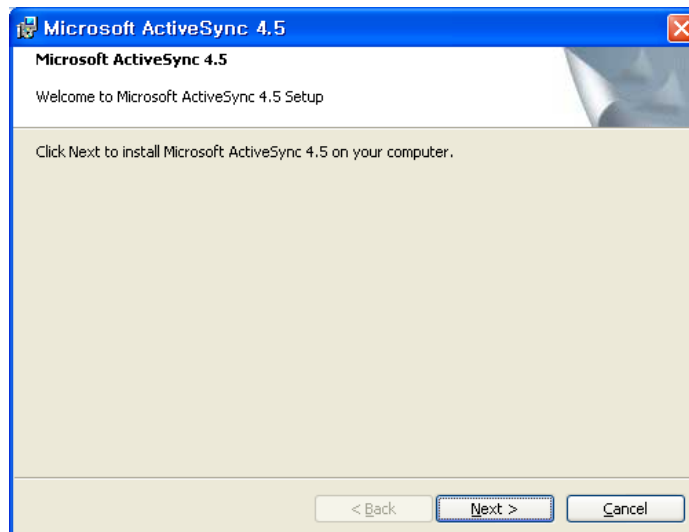 Microsoft ActiveSync 4.5
Microsoft ActiveSync 4.5
Welcome to Microsoft ActiveSync 4.5 Setup
Click Next to install Microsoft ActiveSync 4.5 on your computer.
< Back Next > Cancel